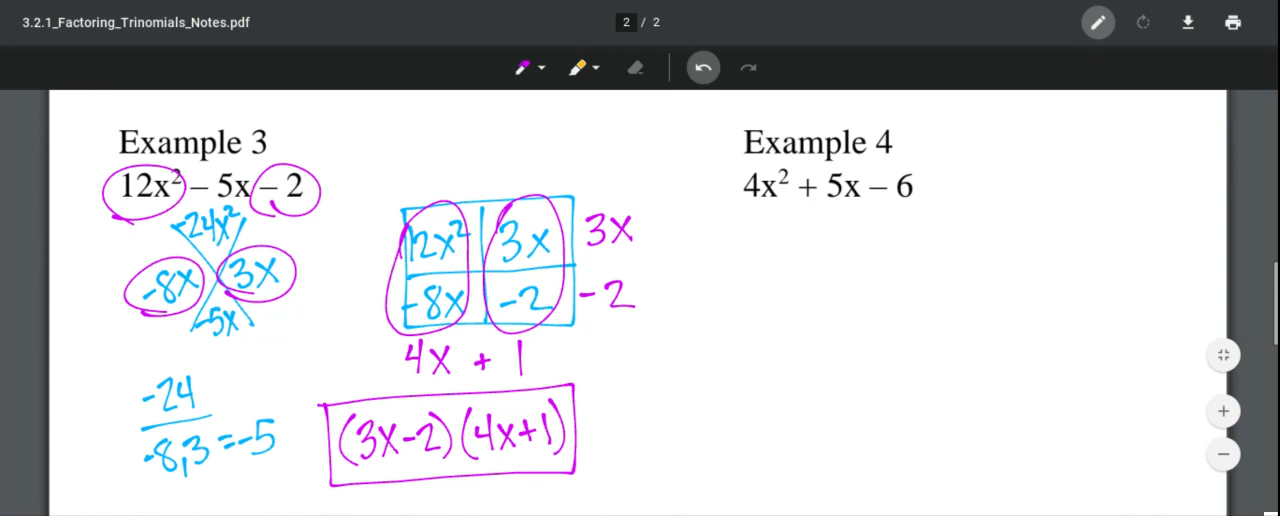 3.2.1_Factoring_Trinomials_Notes.pdf
2 / 2
Example 3
12x² – 5x – 2
-24x²
-8x 3x
-5x
-24
-8,3 = -5
12x² 3x 3x
-8x -2 -2
4x + 1
(3x-2)(4x+1)
Example 4
4x² + 5x – 6